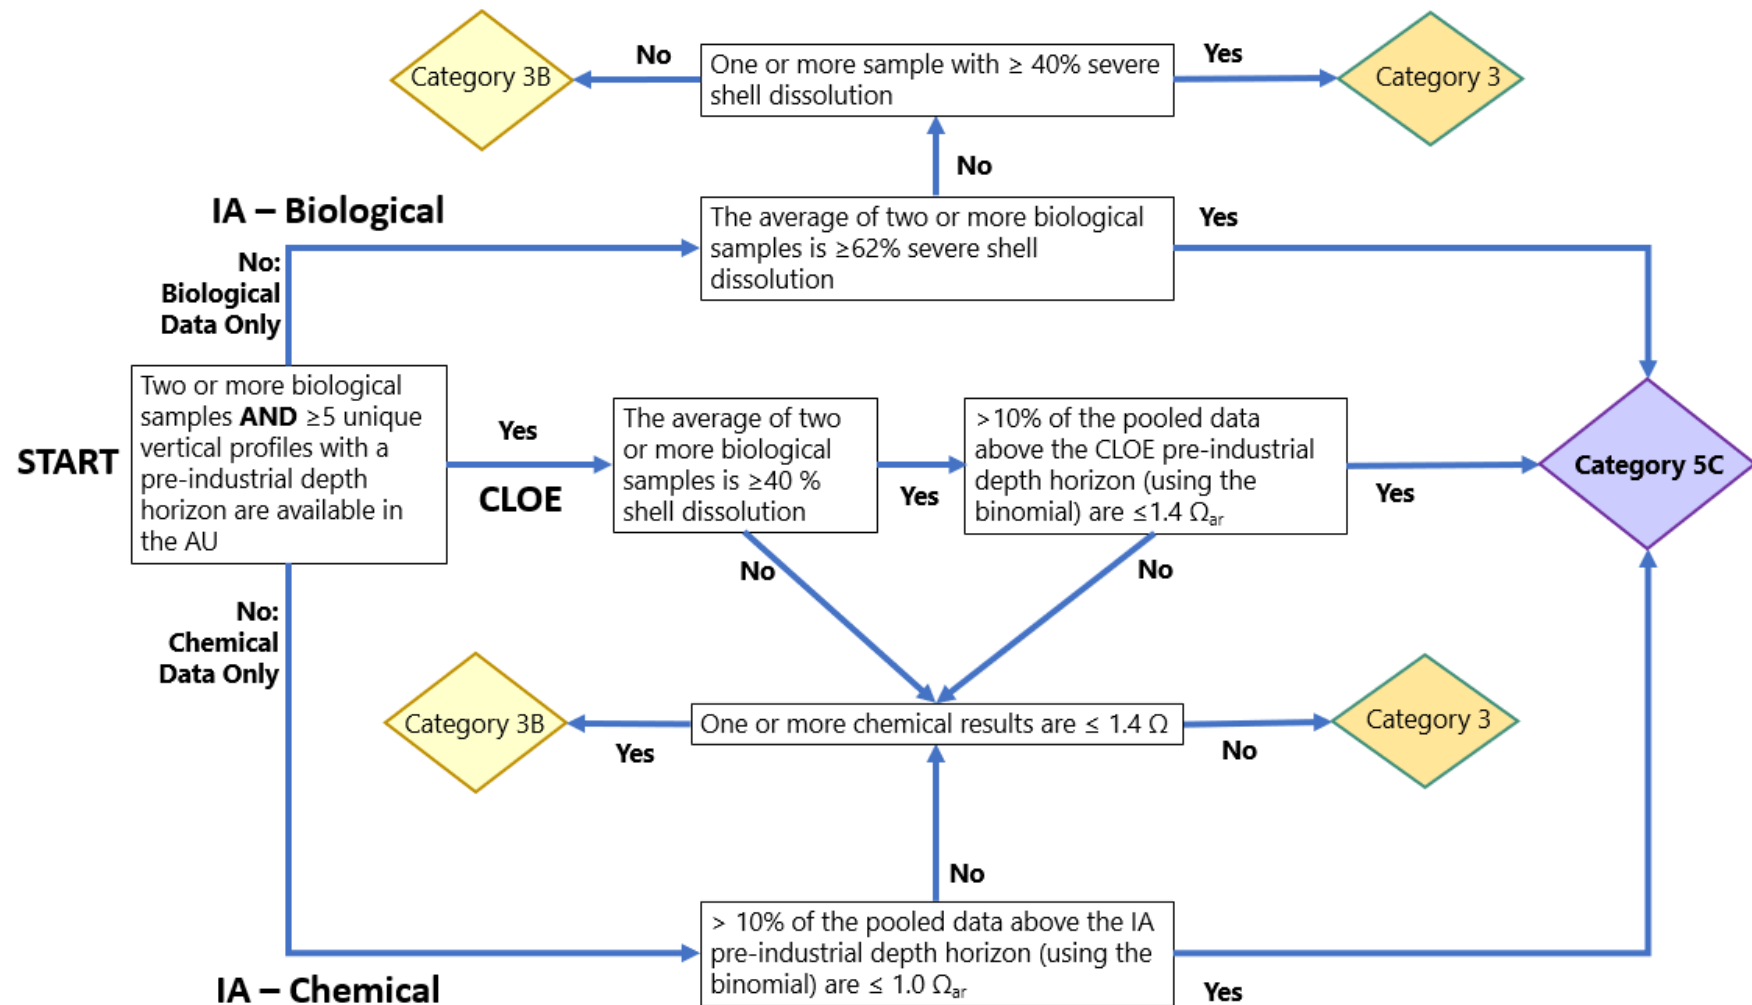 Category 3B
No
One or more sample with ≥ 40% severe
shell dissolution
Yes
Category 3
No
IA – Biological
The average of two or more biological
samples is ≥62% severe shell
dissolution
Yes
No:
Biological
Data Only
START
Two or more biological
samples AND ≥5 unique
vertical profiles with a
pre-industrial depth
horizon are available in
the AU
Yes
CLOE
The average of two
or more biological
samples is ≥40 %
shell dissolution
Yes
>10% of the pooled data
above the CLOE pre-industrial
depth horizon (using the
binomial) are ≤1.4 Ωar
Yes
Category 5C
No
No
No:
Chemical
Data Only
Category 3B
Yes
One or more chemical results are ≤ 1.4 Ω
No
Category 3
No
> 10% of the pooled data above the IA
pre-industrial depth horizon (using the
binomial) are ≤ 1.0 Ωar
Yes
IA – Chemical